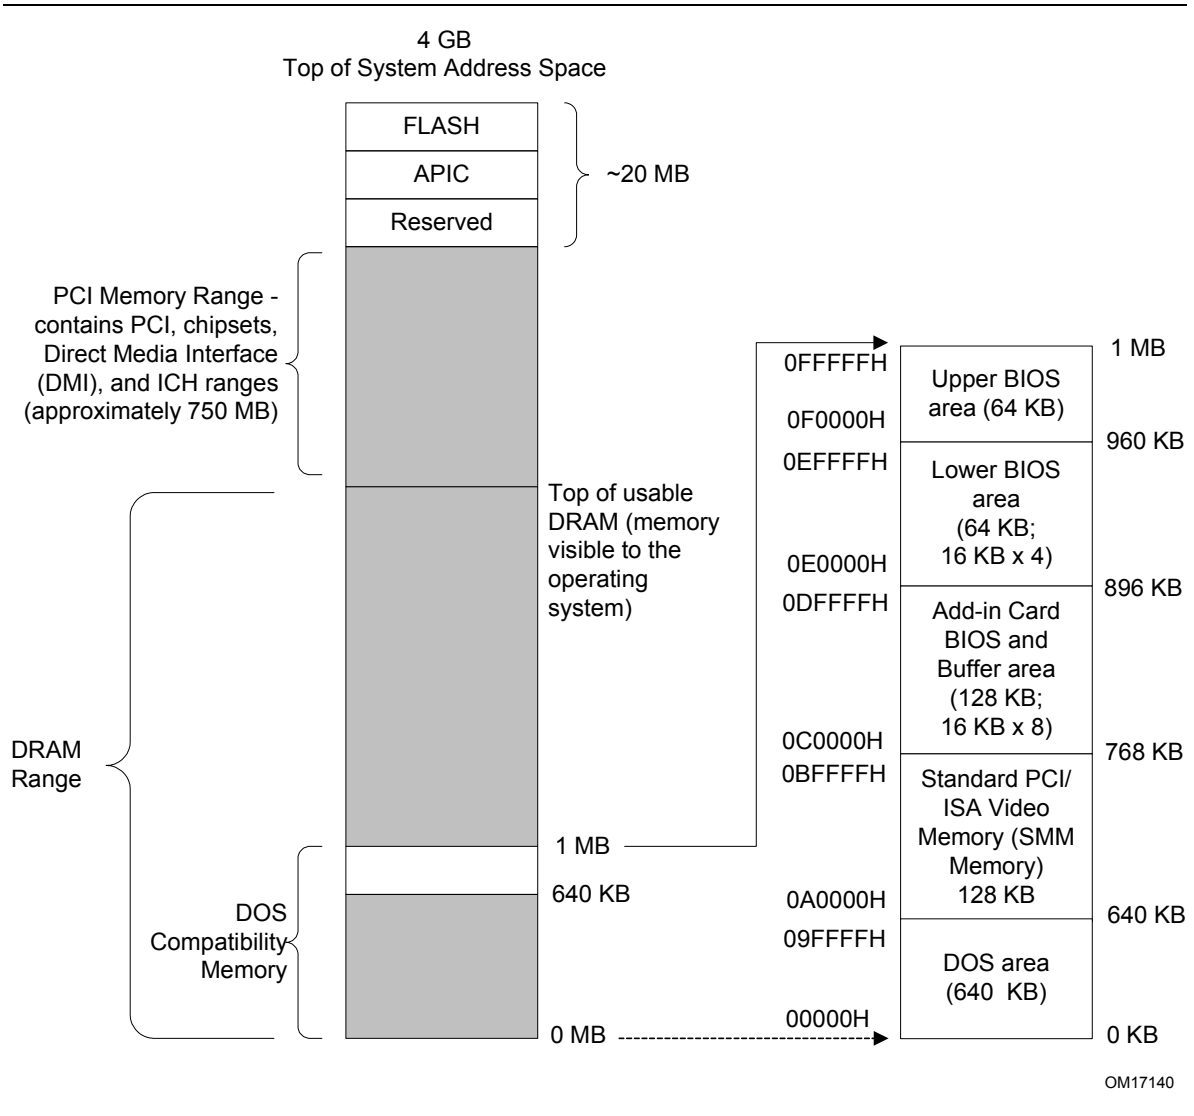 4 GB
Top of System Address Space
FLASH
APIC
Reserved
~20 MB
PCI Memory Range -
contains PCI, chipsets,
Direct Media Interface
(DMI), and ICH ranges
(approximately 750 MB)
Top of usable
DRAM (memory
visible to the
operating
system)
DRAM
Range
1 MB
640 KB
DOS
Compatibility
Memory
0 MB
0FFFFFH
0F0000H
0EFFFFH
0E0000H
0DFFFFH
0C0000H
0BFFFFH
0A0000H
09FFFFH
00000H
Upper BIOS
area (64 KB)
Lower BIOS
area
(64 KB;
16 KB x 4)
Add-in Card
BIOS and
Buffer area
(128 KB;
16 KB x 8)
Standard PCI/
ISA Video
Memory (SMM
Memory)
128 KB
DOS area
(640 KB)
1 MB
960 KB
896 KB
768 KB
640 KB
0 KB
OM17140